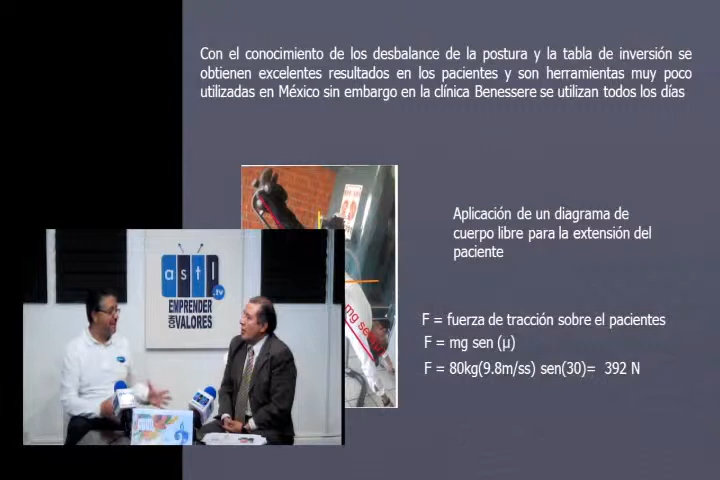 Con el conocimiento de los desbalance de la postura y la tabla de inversión se
obtienen excelentes resultados en los pacientes y son herramientas muy poco
utilizadas en México sin embargo en la clínica Benessere se utilizan todos los días
Aplicación de un diagrama de
cuerpo libre para la extensión del
paciente
F = fuerza de tracción sobre el pacientes
F = mg sen (µ)
F = 80kg(9.8m/ss) sen(30)= 392 N
astl.tv
EMPRENDER
CON VALORES
mg